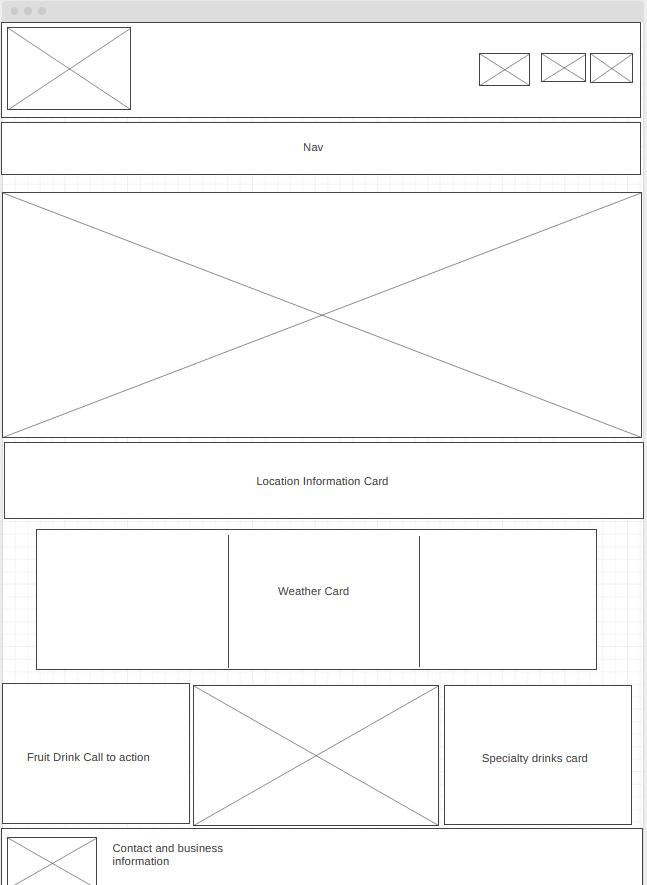 Nav
Location Information Card
Weather Card
Fruit Drink Call to action
Specialty drinks card
Contact and business
information